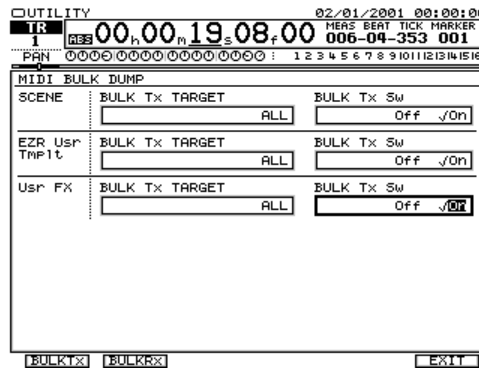 UTILITY 02/01/2001 00:00:00
TR 1 ABS 00h00m19s08f00 MEAS BEAT TICK MARKER
006-04-353 001
PAN 1 2 3 4 5 6 7 8 9 10 11 12 13 14 15 16
MIDI BULK DUMP
SCENE BULK Tx TARGET BULK Tx Sw
ALL Off √On
EZR Usr Tmplt BULK Tx TARGET BULK Tx Sw
ALL Off √On
Usr FX BULK Tx TARGET BULK Tx Sw
ALL Off √On
BULKTx BULKRx EXIT